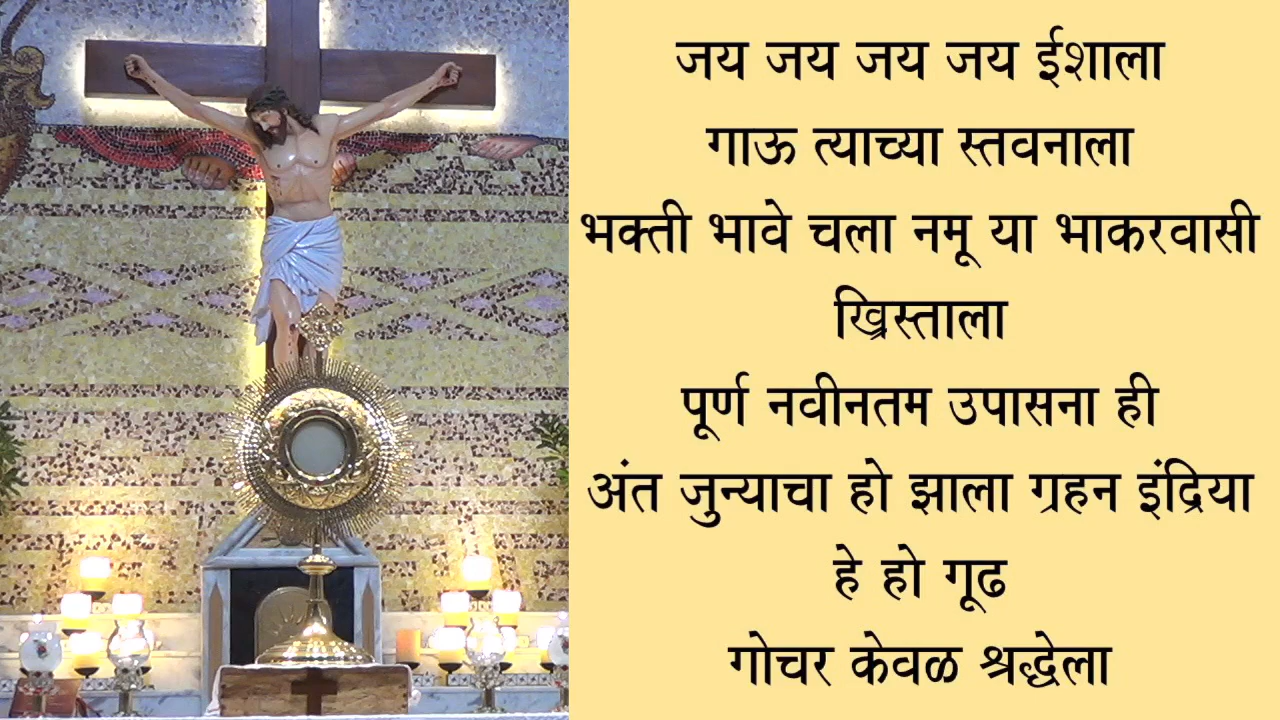 जय जय जय जय ईशाला
गाऊ त्याच्या स्तवनाला
भक्ती भावे चला नमू या भाकरवासी
ख्रिस्ताला
पूर्ण नवीनतम उपासना ही
अंत जुन्याचा हो झाला ग्रहन इंद्रिया
हे हो गूढ
गोचर केवळ श्रद्धेला